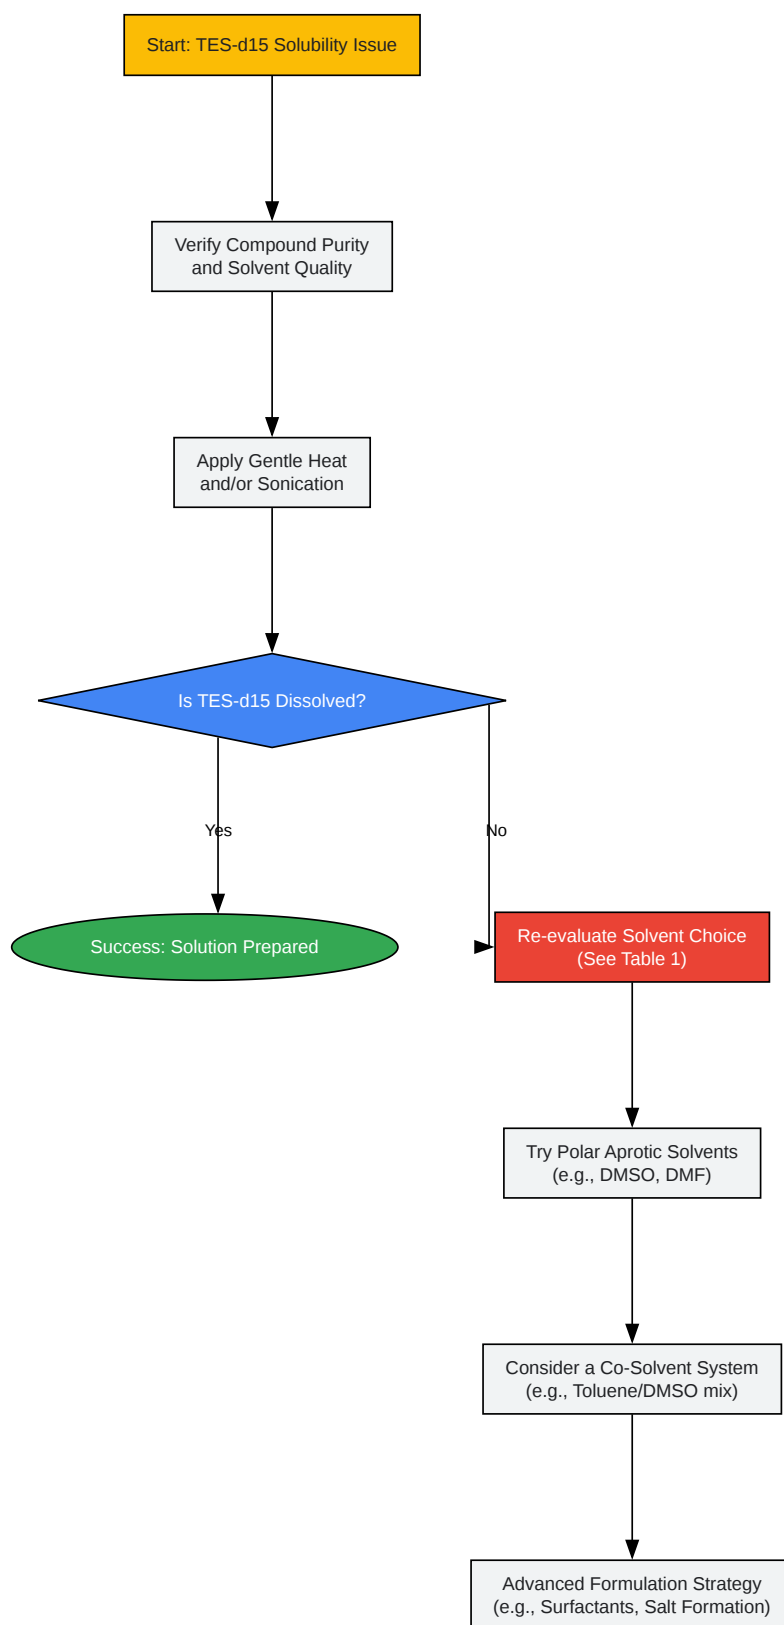 Start: TES-d15 Solubility Issue
Verify Compound Purity
and Solvent Quality
Apply Gentle Heat
and/or Sonication
Is TES-d15 Dissolved?
Yes
No
Success: Solution Prepared
Re-evaluate Solvent Choice
(See Table 1)
Try Polar Aprotic Solvents
(e.g., DMSO, DMF)
Consider a Co-Solvent System
(e.g., Toluene/DMSO mix)
Advanced Formulation Strategy
(e.g., Surfactants, Salt Formation)